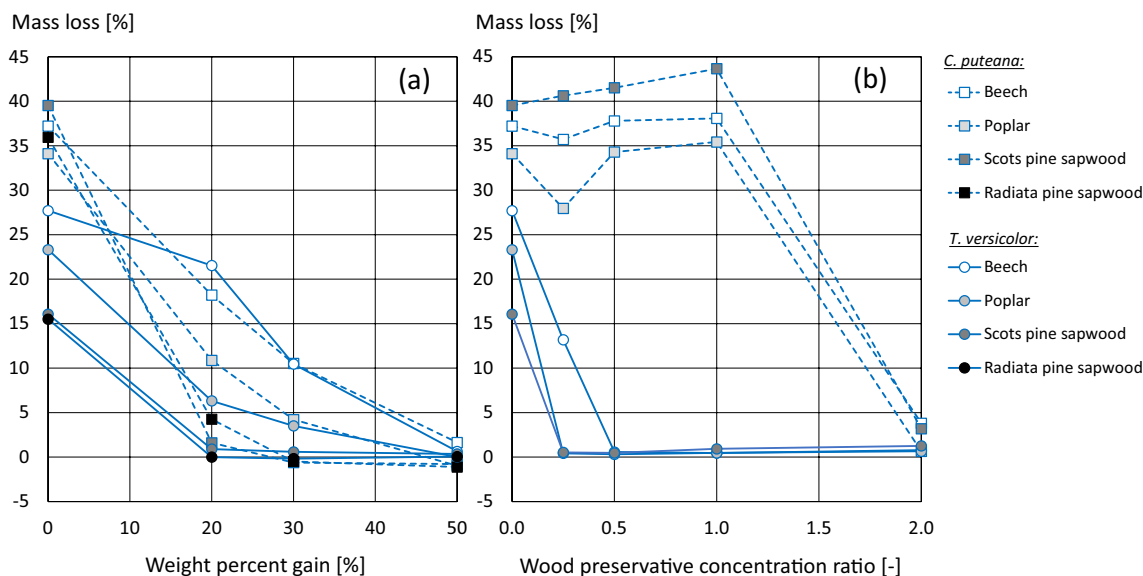 Mass loss [%]
Mass loss [%]
45
40
35
30
25
20
15
10
5
0
-5
(a)
0
10
20
30
40
50
Weight percent gain [%]
45
40
35
30
25
20
15
10
5
0
-5
(b)
0.0
0.5
1.0
1.5
2.0
Wood preservative concentration ratio [-]
C. puteana:
Beech
Poplar
Scots pine sapwood
Radiata pine sapwood
T. versicolor:
Beech
Poplar
Scots pine sapwood
Radiata pine sapwood